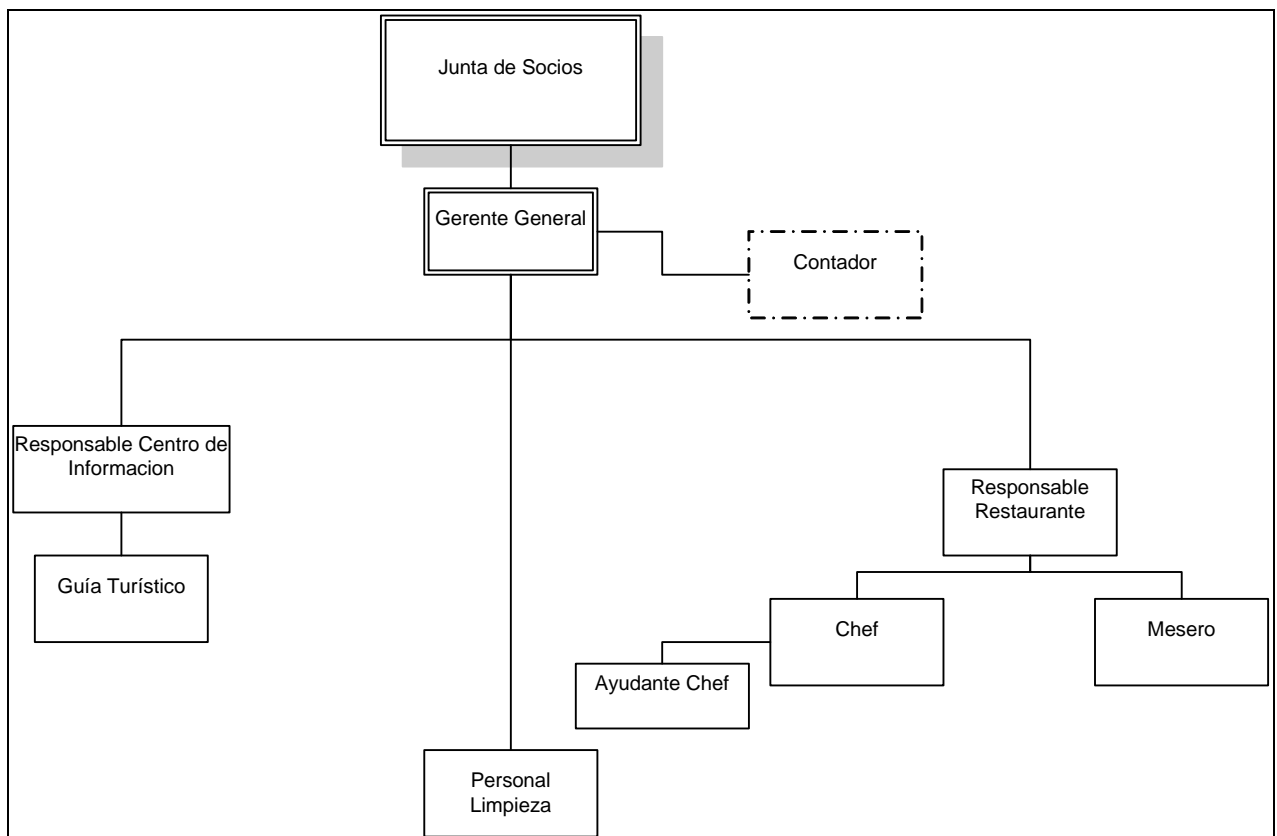 Junta de Socios
Gerente General
Contador
Responsable Centro de
Informacion
Responsable
Restaurante
Guía Turístico
Chef
Mesero
Ayudante Chef
Personal
Limpieza